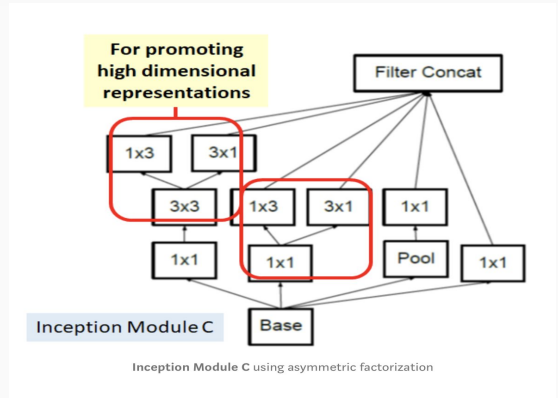 For promoting
high dimensional
representations
Filter Concat
1x3
3x1
3x3
1x3
3x1
1x1
1x1
1x1
Pool
1x1
Inception Module C
Base
Inception Module C using asymmetric factorization